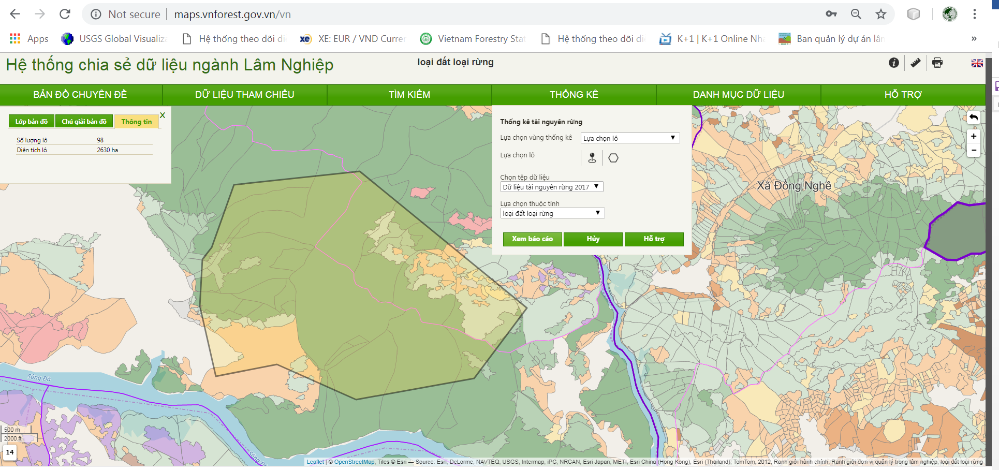 Not secure | maps.vnforest.gov.vn/vn
Apps
USGS Global Visualiza
Hệ thống theo dõi di
XE: EUR / VND Currer
Vietnam Forestry Stat
Hệ thống theo dõi di
K+1 | K+1 Online Nha
Ban quản lý dự án lâm
»
Hệ thống chia sẻ dữ liệu ngành Lâm Nghiệp
loại đất loại rừng
BẢN ĐỒ CHUYÊN ĐỀ
DỮ LIỆU THAM CHIẾU
TÌM KIẾM
THỐNG KÊ
DANH MỤC DỮ LIỆU
HỖ TRỢ
Lớp bản đồ
Chú giải bản đồ
Thông tin
X
Số lượng lô 98
Diện tích lô 2630 ha
Thống kê tài nguyên rừng
Lựa chọn vùng thống kê
Lựa chọn lô
Lựa chọn lô
Chọn tệp dữ liệu
Dữ liệu tài nguyên rừng 2017
Lựa chọn thuộc tính
loại đất loại rừng
Xem báo cáo
Hủy
Hỗ trợ
+
−
Xã Đồng Nghê
Sông Đà
500 m
2000 ft
14
Leaflet | © OpenStreetMap, Tiles © Esri — Source: Esri, DeLorme, NAVTEQ, USGS, Intermap, iPC, NRCAN, Esri Japan, METI, Esri China (Hong Kong), Esri (Thailand), TomTom, 2012, Ranh giới hành chính, Ranh giới đơn vị quản lý trong lâm nghiệp, loại đất loại rừng